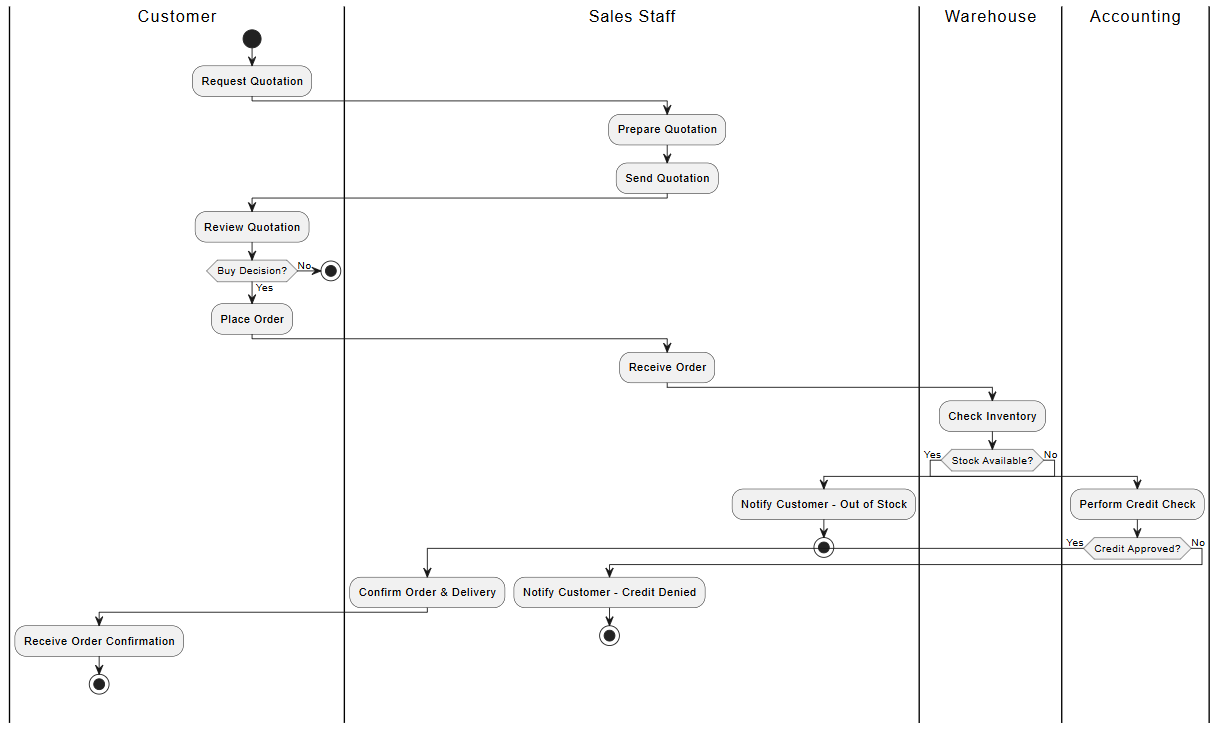 Customer
Sales Staff
Warehouse
Accounting
Request Quotation
Prepare Quotation
Send Quotation
Review Quotation
Buy Decision?
No
Yes
Place Order
Receive Order
Check Inventory
Yes
Stock Available?
No
Notify Customer - Out of Stock
Perform Credit Check
Yes
Credit Approved?
No
Confirm Order & Delivery
Notify Customer - Credit Denied
Receive Order Confirmation